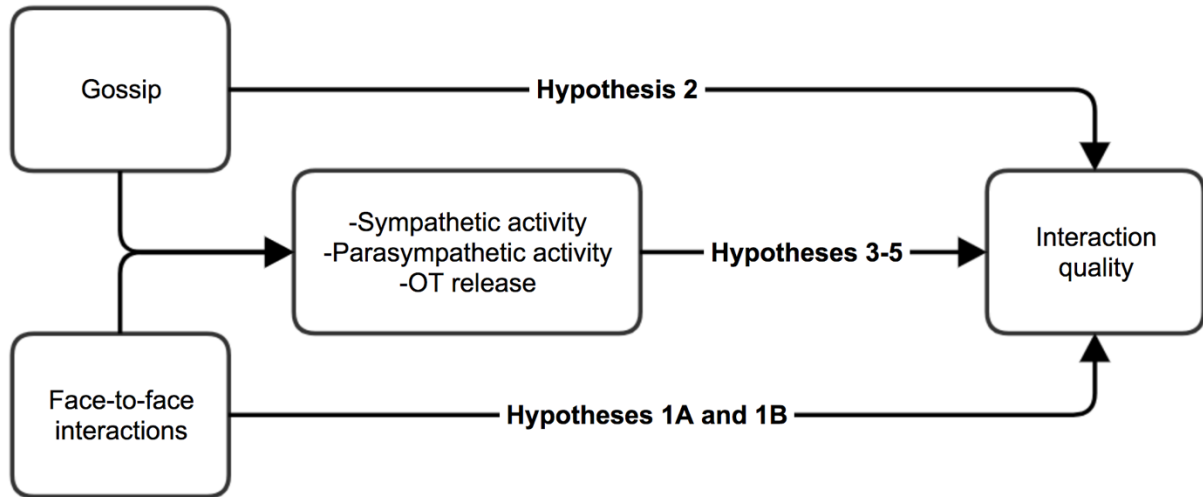 Gossip
Hypothesis 2
-Sympathetic activity
-Parasympathetic activity
-OT release
Hypotheses 3-5
Interaction
quality
Face-to-face
interactions
Hypotheses 1A and 1B